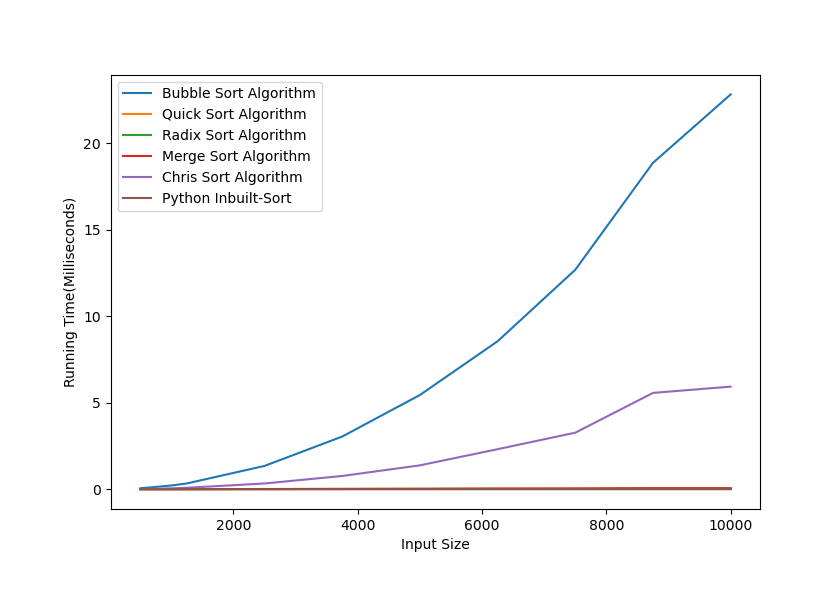 Bubble Sort Algorithm
Quick Sort Algorithm
Radix Sort Algorithm
Merge Sort Algorithm
Chris Sort Algorithm
Python Inbuilt-Sort
Running Time(Milliseconds)
20
15
10
5
0
2000 4000 6000 8000 10000
Input Size